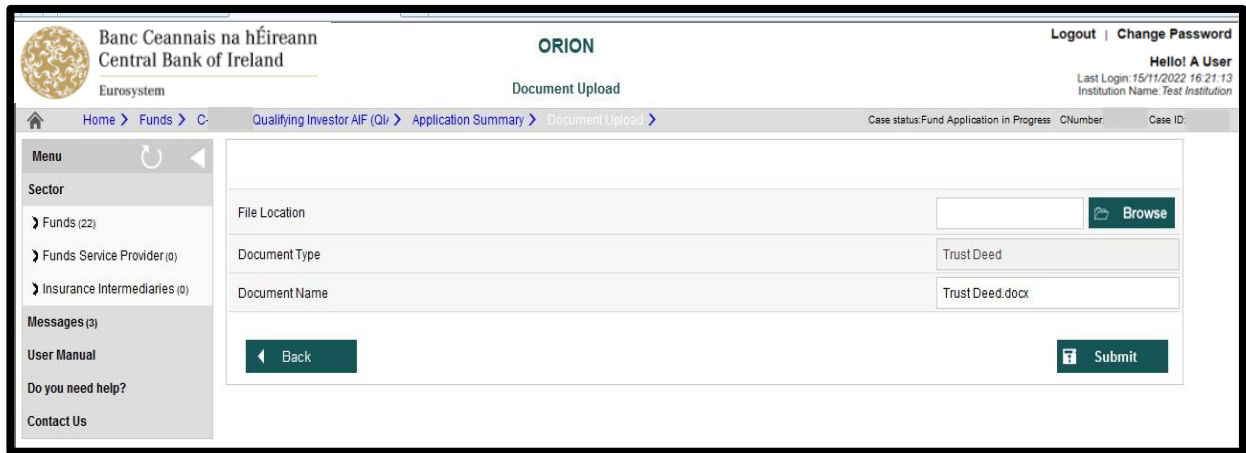 Banc Ceannais na hÉireann
Central Bank of Ireland
Eurosystem
ORION
Document Upload
Logout | Change Password
Hello! A User
Last Login:15/11/2022 16:21:13
Institution Name:Test Institution
Home > Funds > C- Qualifying Investor AIF (QIA > Application Summary > Document Upload >
Case status:Fund Application in Progress CNumber: Case ID:
Menu
Sector
Funds (22)
Funds Service Provider (0)
Insurance Intermediaries (0)
Messages (3)
User Manual
Do you need help?
Contact Us
File Location Browse
Document Type Trust Deed
Document Name Trust Deed.docx
Back Submit